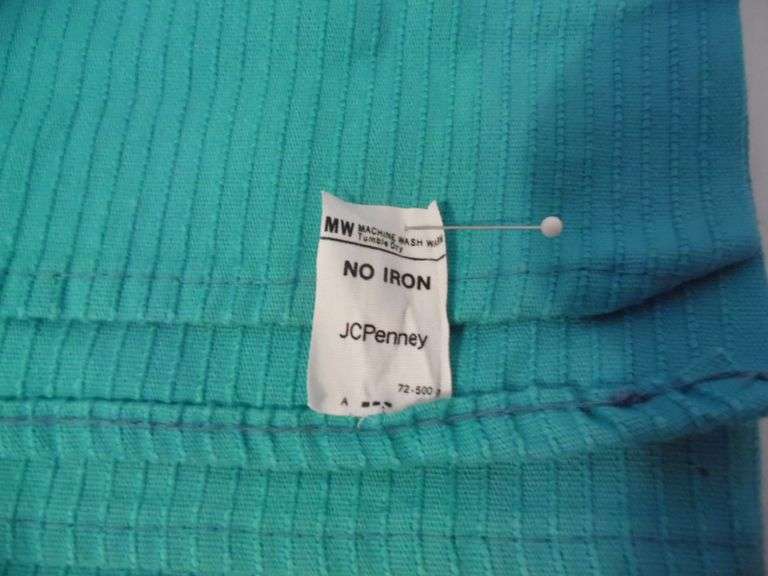 MW MACHINE WASH WARM
Tumble Dry
NO IRON
JCPenney
72-500
A